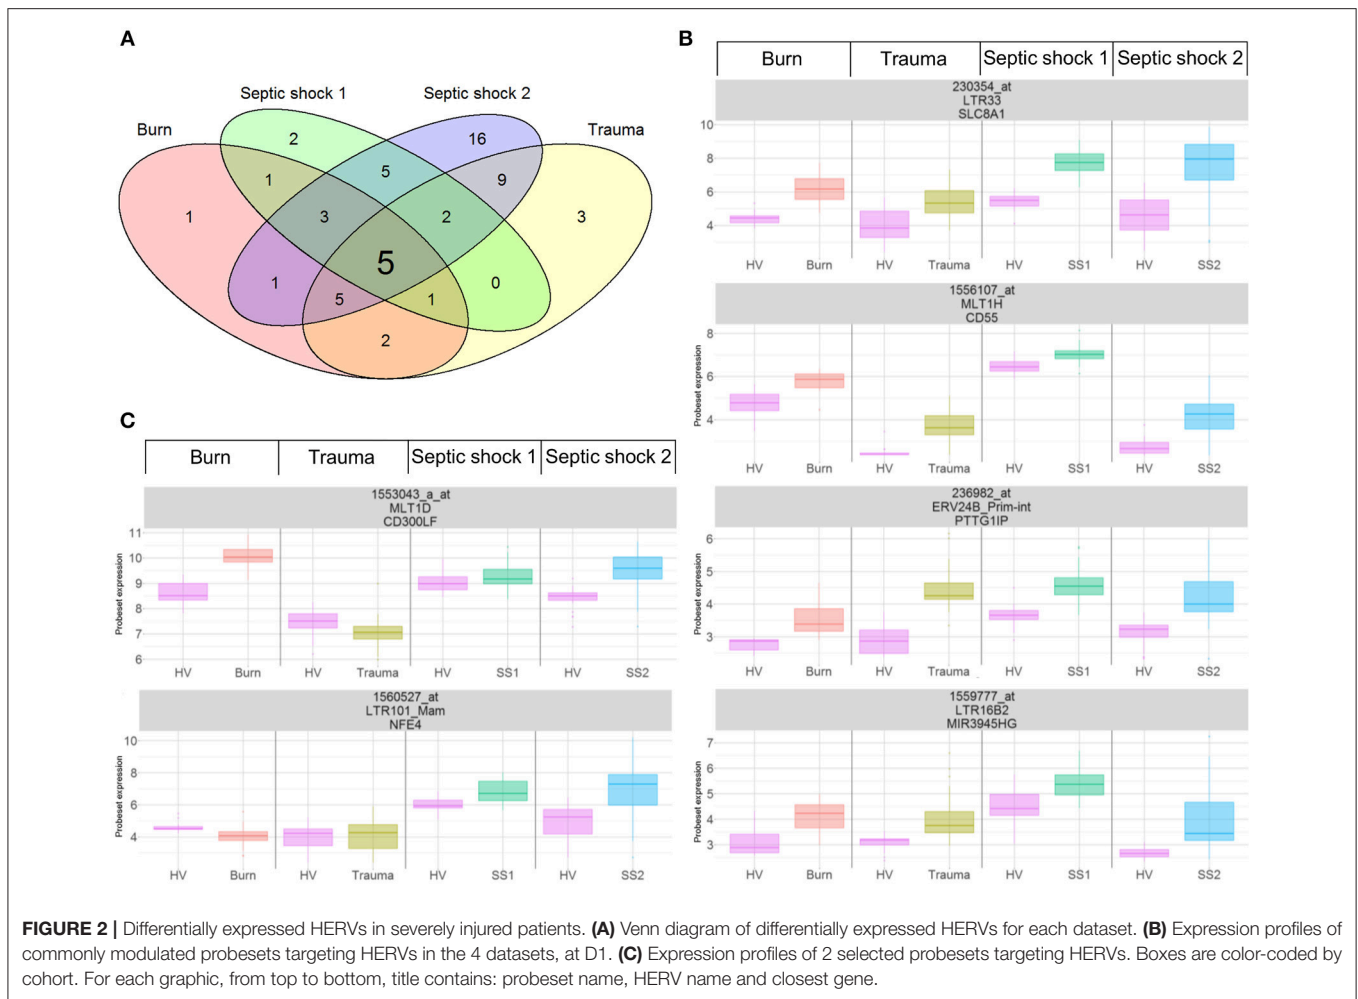 A
Septic shock 1
Septic shock 2
Burn
Trauma
2
16
5
9
1
1
3
2
3
5
1
5
1
0
2
B
Burn
Trauma
Septic shock 1
Septic shock 2
230354_at
LTR33
SLC8A1
10
8
6
4
HV
Burn
HV
Trauma
HV
SS1
HV
SS2
1556107_at
MLT1H
CD55
Probeset expression
8
6
4
HV
Burn
HV
Trauma
HV
SS1
HV
SS2
236982_at
ERV24B_Prim-int
PTTG1IP
Probeset expression
6
5
4
3
HV
Burn
HV
Trauma
HV
SS1
HV
SS2
1559777_at
LTR16B2
MIR3945HG
Probeset expression
7
6
5
4
3
HV
Burn
HV
Trauma
HV
SS1
HV
SS2
C
Burn
Trauma
Septic shock 1
Septic shock 2
1553043_a_at
MLT1D
CD300LF
Probeset expression
11
10
9
8
7
6
HV
Burn
HV
Trauma
HV
SS1
HV
SS2
1560527_at
LTR101_Mam
NFE4
Probeset expression
10
8
6
4
HV
Burn
HV
Trauma
HV
SS1
HV
SS2
FIGURE 2 | Differentially expressed HERVs in severely injured patients. (A) Venn diagram of differentially expressed HERVs for each dataset. (B) Expression profiles of
commonly modulated probesets targeting HERVs in the 4 datasets, at D1. (C) Expression profiles of 2 selected probesets targeting HERVs. Boxes are color-coded by
cohort. For each graphic, from top to bottom, title contains: probeset name, HERV name and closest gene.